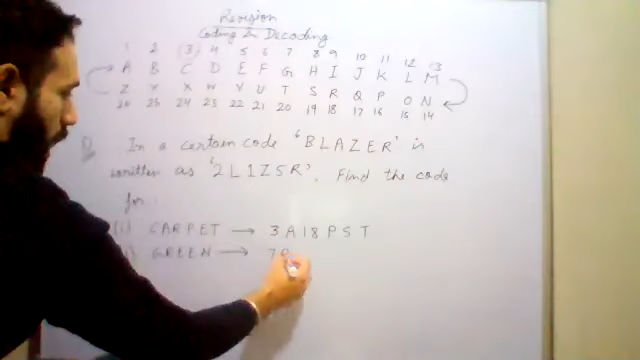 Revision
Coding & Decoding
1 2 (3) 4 5 6 7 8 9 10 11 12 13
A B C D E F G H I J K L M
Z Y X W V U T S R Q P O N
26 25 24 23 22 21 20 19 18 17 16 15 14
In a certain code 'BLAZER' is
written as '2L1Z5R'. Find the code
for :
(i) CARPET → 3A18P5T
GREEN → 7R